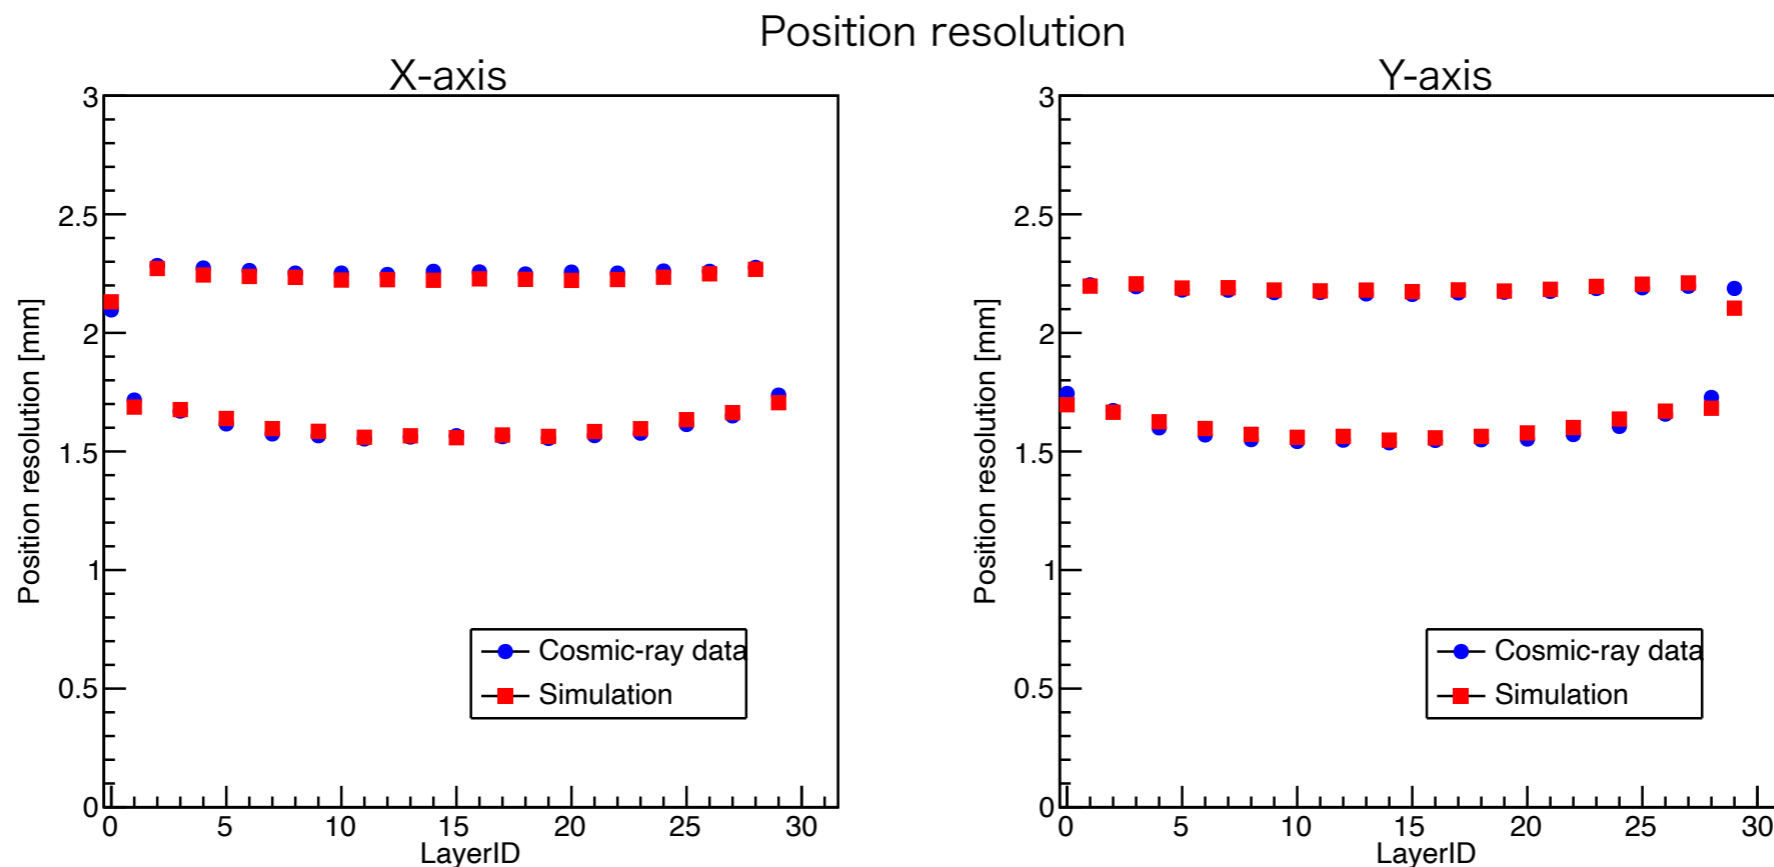 Position resolution
X-axis
Position resolution [mm]
3
2.5
2
1.5
1
0.5
0
0 5 10 15 20 25 30
LayerID
Cosmic-ray data
Simulation
Y-axis
Position resolution [mm]
3
2.5
2
1.5
1
0.5
0
0 5 10 15 20 25 30
LayerID
Cosmic-ray data
Simulation